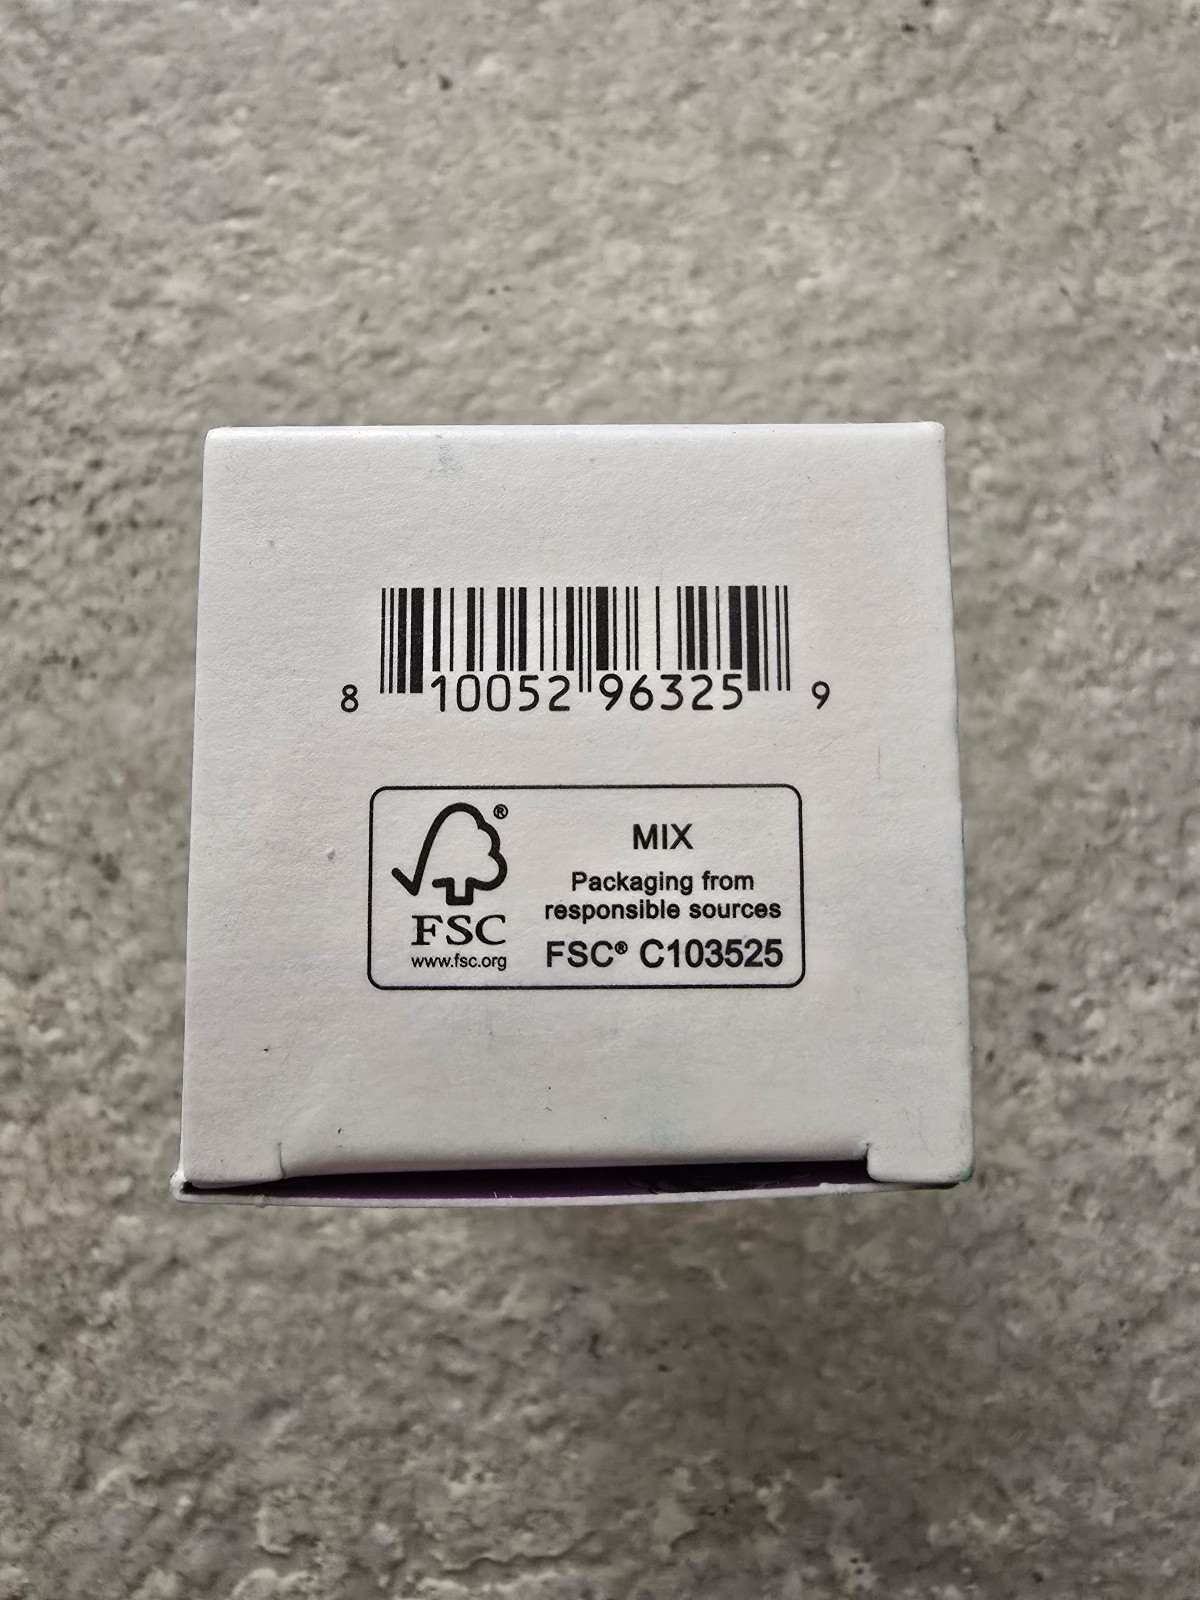 8 10052 96325 9
®
MIX
Packaging from
responsible sources
FSC
www.fsc.org
FSC® C103525